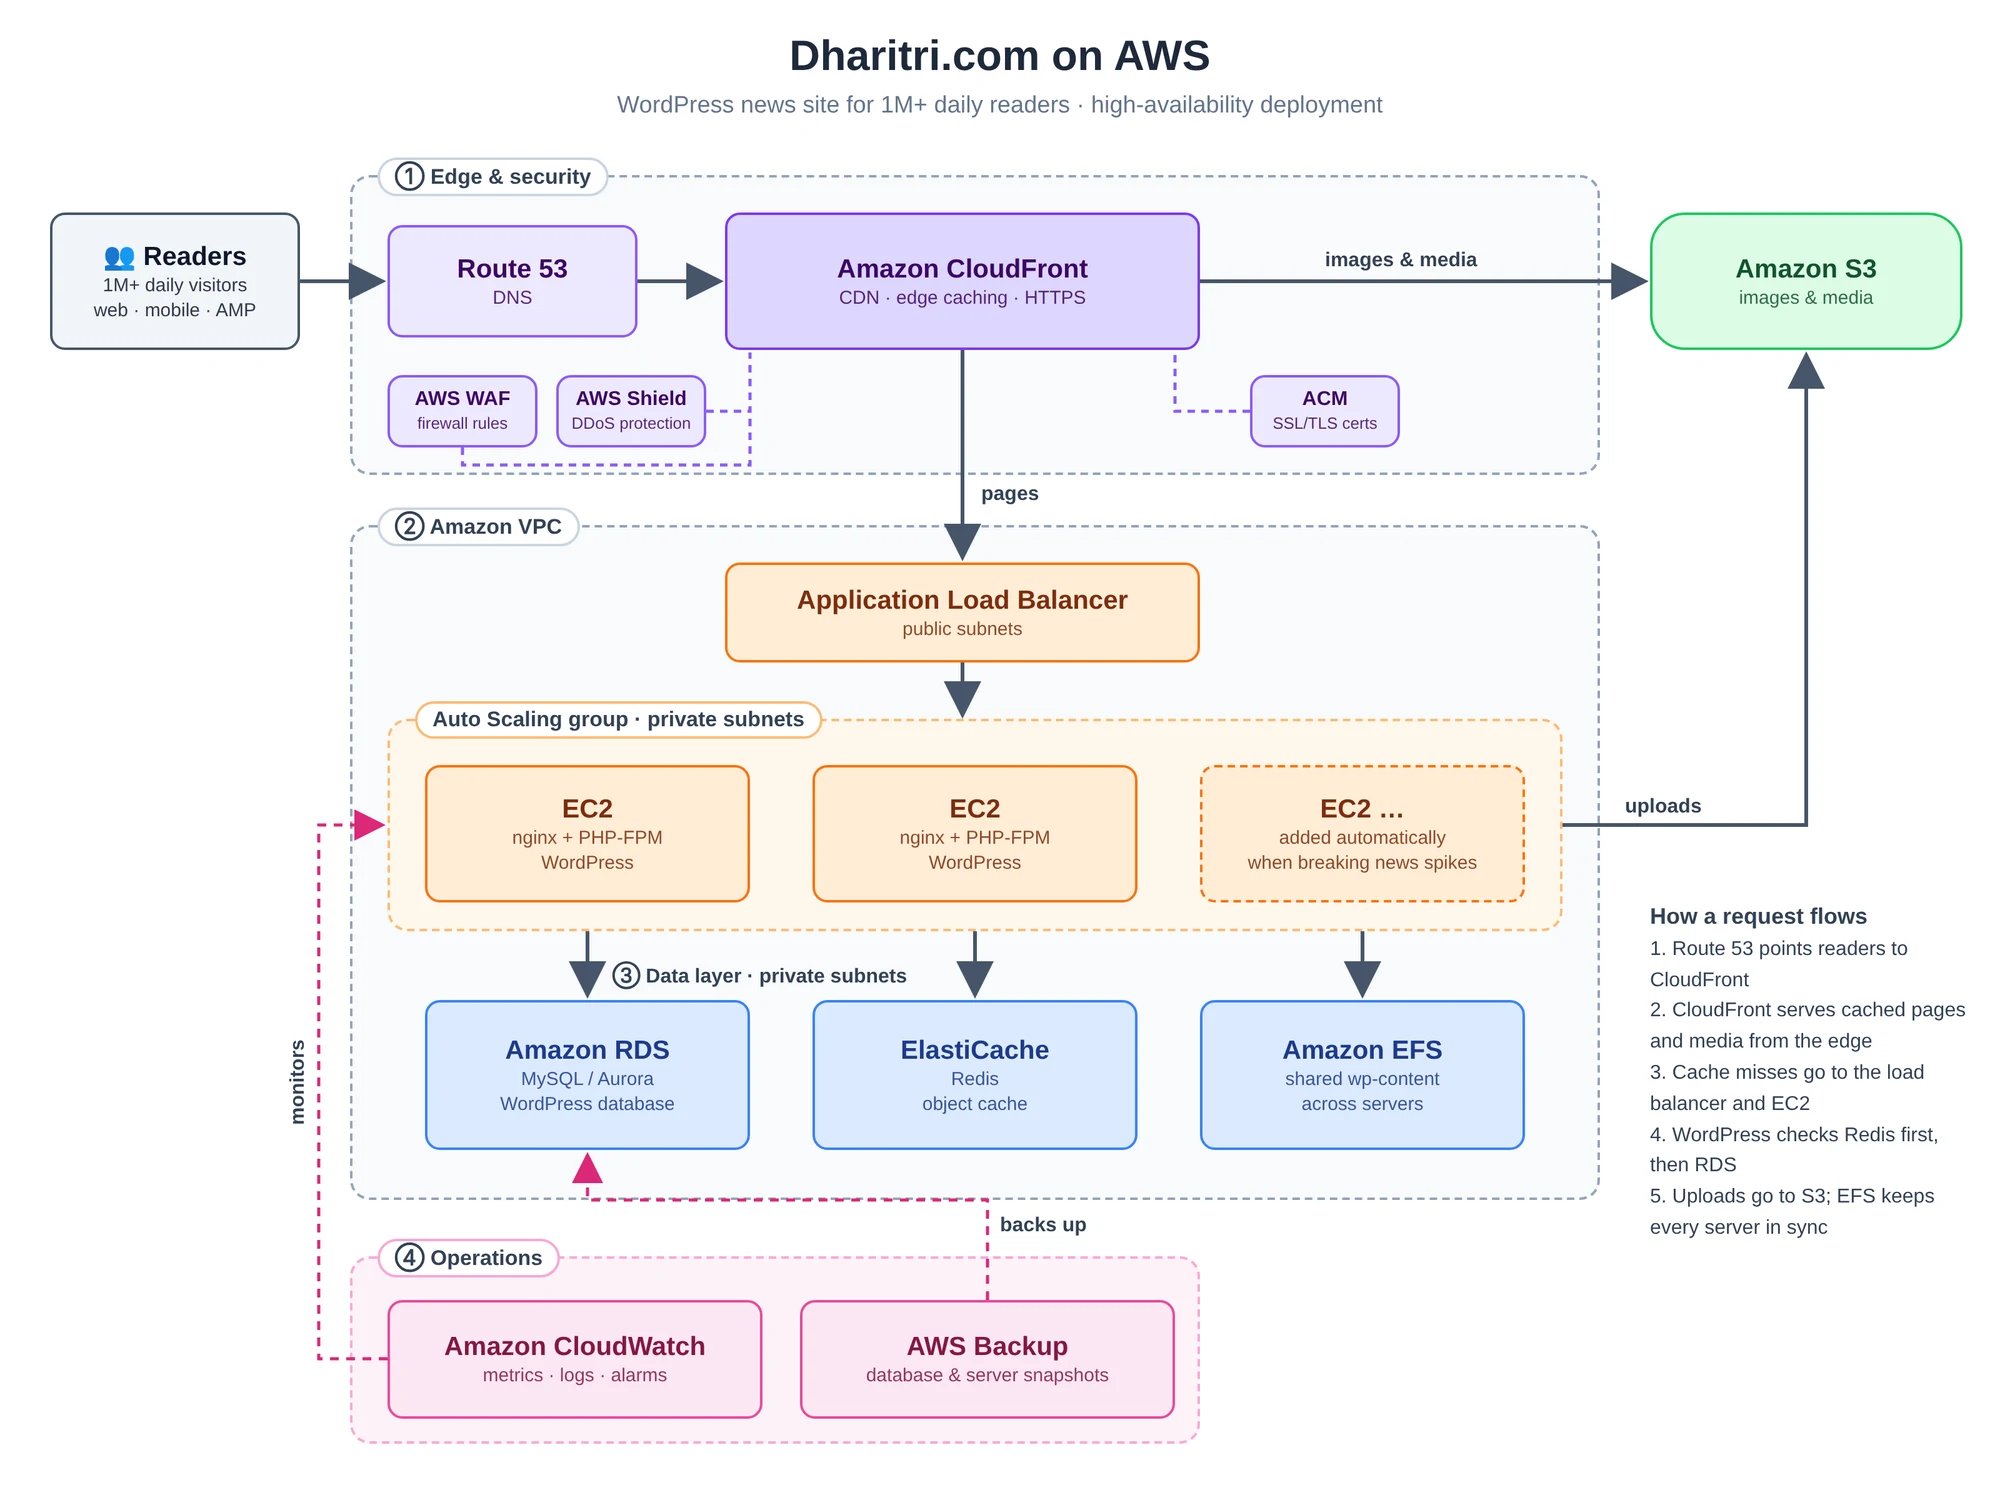 Dharitri.com on AWS
WordPress news site for 1M+ daily readers · high-availability deployment
① Edge & security
👥 Readers
1M+ daily visitors
web · mobile · AMP
Route 53
DNS
Amazon CloudFront
CDN · edge caching · HTTPS
images & media
Amazon S3
images & media
AWS WAF
firewall rules
AWS Shield
DDoS protection
ACM
SSL/TLS certs
pages
② Amazon VPC
Application Load Balancer
public subnets
Auto Scaling group · private subnets
EC2
nginx + PHP-FPM
WordPress
EC2
nginx + PHP-FPM
WordPress
EC2 ...
added automatically
when breaking news spikes
uploads
③ Data layer · private subnets
Amazon RDS
MySQL / Aurora
WordPress database
ElastiCache
Redis
object cache
Amazon EFS
shared wp-content
across servers
monitors
backs up
How a request flows
1. Route 53 points readers to
CloudFront
2. CloudFront serves cached pages
and media from the edge
3. Cache misses go to the load
balancer and EC2
4. WordPress checks Redis first,
then RDS
5. Uploads go to S3; EFS keeps
every server in sync
④ Operations
Amazon CloudWatch
metrics · logs · alarms
AWS Backup
database & server snapshots